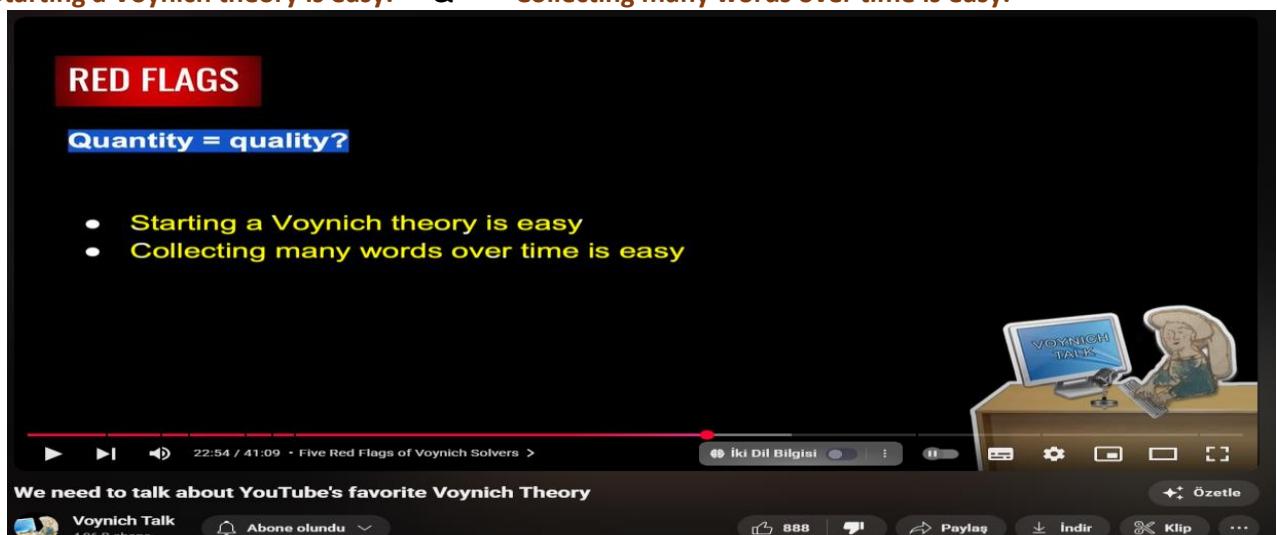 Starting a Voynich theory is easy. & Collecting many words over time is easy.
RED FLAGS
Quantity = quality?
• Starting a Voynich theory is easy
• Collecting many words over time is easy
VOYNICH
TALK
22:54 / 41:09 • Five Red Flags of Voynich Solvers >
İki Dil Bilgisi
We need to talk about YouTube's favorite Voynich Theory
Özetle
Voynich Talk
Abone olundu
888
Paylaş
İndir
Klip